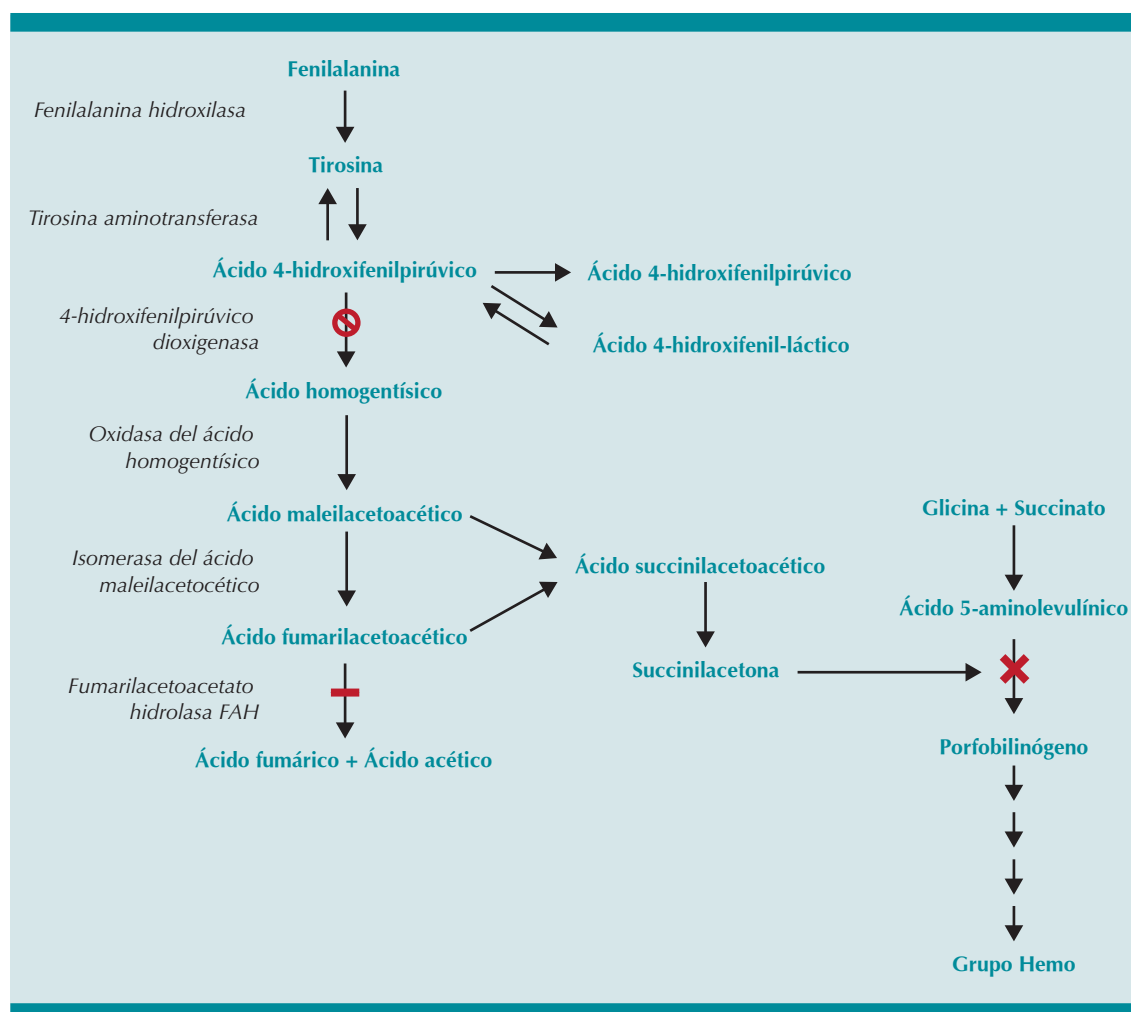 Fenilalanina
Fenilalanina hidroxilasa
Tirosina
Tirosina aminotransferasa
Ácido 4-hidroxifenilpirúvico
Ácido 4-hidroxifenilpirúvico
4-hidroxifenilpirúvico
dioxigenasa
Ácido 4-hidroxifenil-láctico
Ácido homogentísico
Oxidasa del ácido
homogentísico
Ácido maleilacetoacético
Glicina + Succinato
Isomerasa del ácido
maleilacetocético
Ácido succinilacetoacético
Ácido 5-aminolevulínico
Ácido fumarilacetoacético
Succinilacetona
Fumarilacetoacetato
hidrolasa FAH
Ácido fumárico + Ácido acético
Porfobilinógeno
Grupo Hemo